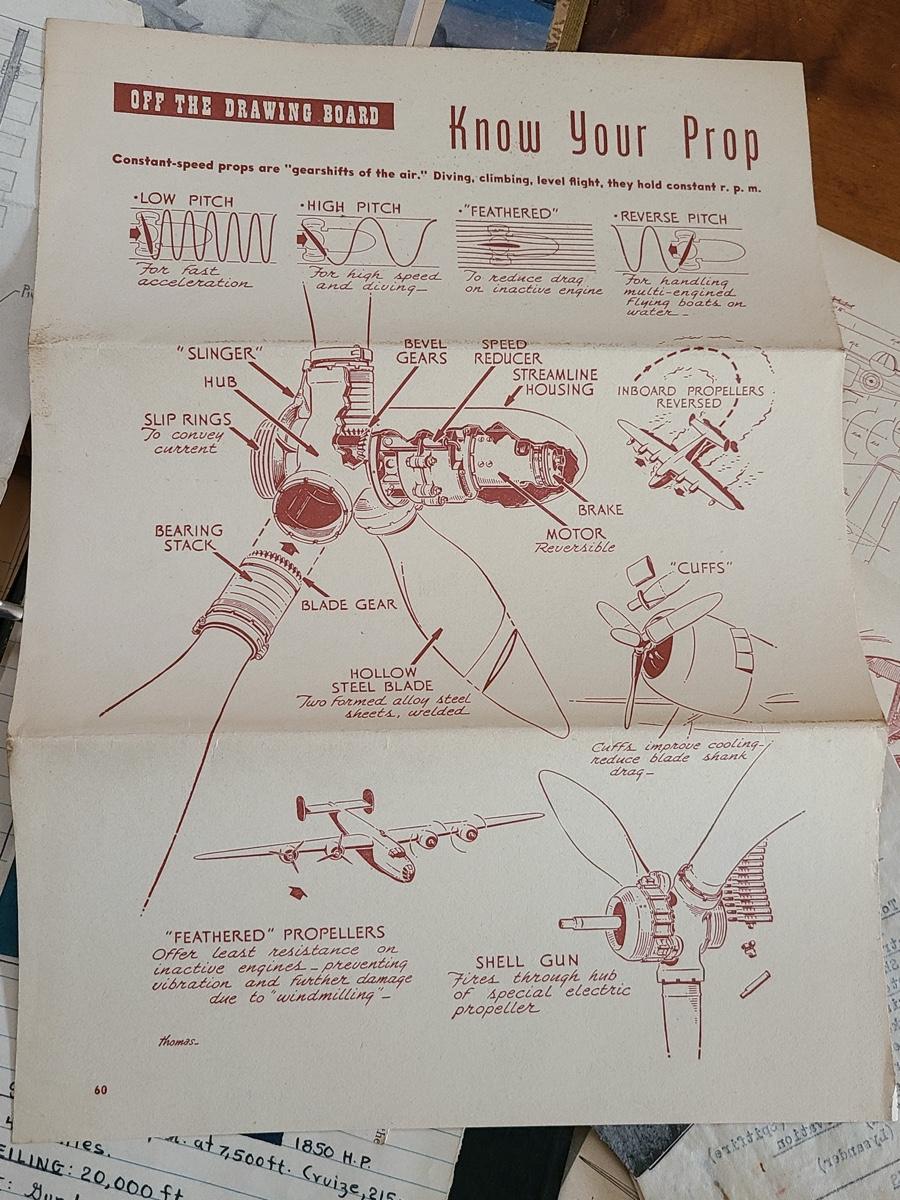 OFF THE DRAWING BOARD
Know Your Prop
Constant-speed props are "gearshifts of the air." Diving, climbing, level flight, they hold constant r. p. m.
•LOW PITCH
For fast
acceleration
•HIGH PITCH
For high speed
and diving—
•"FEATHERED"
To reduce drag
on inactive engine
•REVERSE PITCH
For handling
multi-engined
flying boats on
water—
"SLINGER"
HUB
SLIP RINGS
To convey
current
BEVEL
GEARS
SPEED
REDUCER
STREAMLINE
HOUSING
INBOARD PROPELLERS
REVERSED
BRAKE
MOTOR
Reversible
BEARING
STACK
BLADE GEAR
"CUFFS"
HOLLOW
STEEL BLADE
Two formed alloy steel
sheets, welded
Cuffs improve cooling—
reduce blade shank
drag—
"FEATHERED" PROPELLERS
Offer least resistance on
inactive engines—preventing
vibration and further damage
due to "windmilling"—
SHELL GUN
Fires through hub
of special electric
propeller
thomas—
60
at 7,500ft.
1850 H.P.
(ruize, 215
EILING: 20,000 ft
(spitfire)